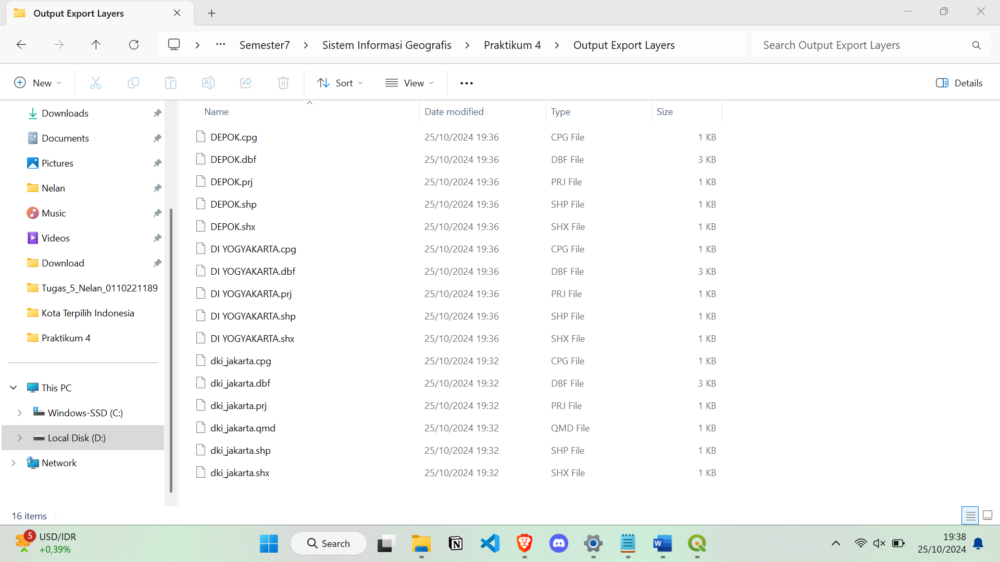 Output Export Layers
Semester7 Sistem Informasi Geografis Praktikum 4 Output Export Layers
Search Output Export Layers
New Sort View Details
Downloads
Documents
Pictures
Nelan
Music
Videos
Download
Tugas_5_Nelan_0110221189
Kota Terpilih Indonesia
Praktikum 4
This PC
Windows-SSD (C:)
Local Disk (D:)
Network
Name Date modified Type Size
DEPOK.cpg 25/10/2024 19:36 CPG File 1 KB
DEPOK.dbf 25/10/2024 19:36 DBF File 3 KB
DEPOK.prj 25/10/2024 19:36 PRJ File 1 KB
DEPOK.shp 25/10/2024 19:36 SHP File 1 KB
DEPOK.shx 25/10/2024 19:36 SHX File 1 KB
DI YOGYAKARTA.cpg 25/10/2024 19:36 CPG File 1 KB
DI YOGYAKARTA.dbf 25/10/2024 19:36 DBF File 3 KB
DI YOGYAKARTA.prj 25/10/2024 19:36 PRJ File 1 KB
DI YOGYAKARTA.shp 25/10/2024 19:36 SHP File 1 KB
DI YOGYAKARTA.shx 25/10/2024 19:36 SHX File 1 KB
dki_jakarta.cpg 25/10/2024 19:32 CPG File 1 KB
dki_jakarta.dbf 25/10/2024 19:32 DBF File 3 KB
dki_jakarta.prj 25/10/2024 19:32 PRJ File 1 KB
dki_jakarta.qmd 25/10/2024 19:32 QMD File 1 KB
dki_jakarta.shp 25/10/2024 19:32 SHP File 1 KB
dki_jakarta.shx 25/10/2024 19:32 SHX File 1 KB
16 items
5 USD/IDR
+0,39%
Search
19:38
25/10/2024